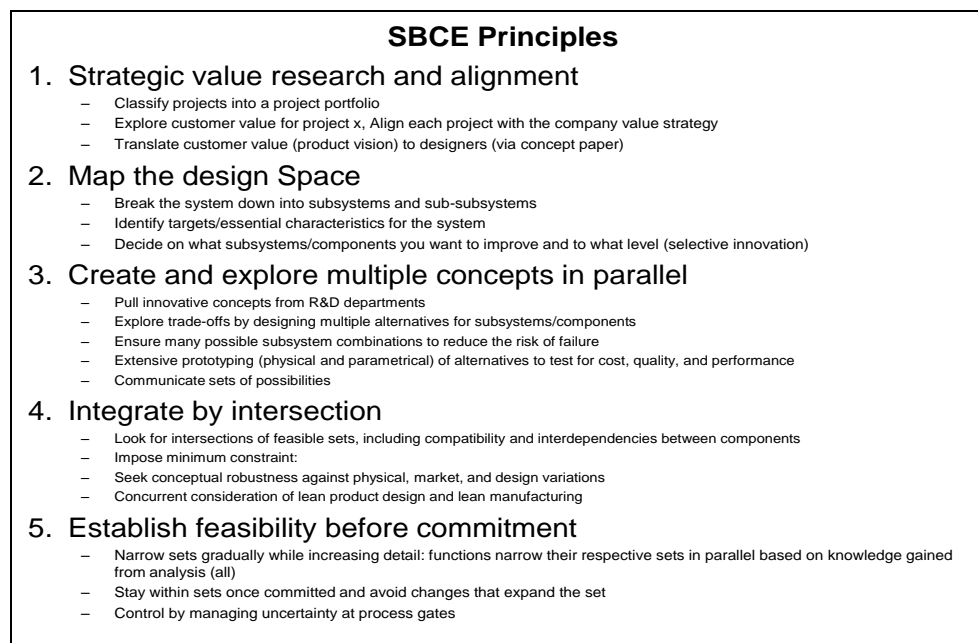 SBCE Principles
1. Strategic value research and alignment
– Classify projects into a project portfolio
– Explore customer value for project x, Align each project with the company value strategy
– Translate customer value (product vision) to designers (via concept paper)
2. Map the design Space
– Break the system down into subsystems and sub-subsystems
– Identify targets/essential characteristics for the system
– Decide on what subsystems/components you want to improve and to what level (selective innovation)
3. Create and explore multiple concepts in parallel
– Pull innovative concepts from R&D departments
– Explore trade-offs by designing multiple alternatives for subsystems/components
– Ensure many possible subsystem combinations to reduce the risk of failure
– Extensive prototyping (physical and parametrical) of alternatives to test for cost, quality, and performance
– Communicate sets of possibilities
4. Integrate by intersection
– Look for intersections of feasible sets, including compatibility and interdependencies between components
– Impose minimum constraint:
– Seek conceptual robustness against physical, market, and design variations
– Concurrent consideration of lean product design and lean manufacturing
5. Establish feasibility before commitment
– Narrow sets gradually while increasing detail: functions narrow their respective sets in parallel based on knowledge gained
from analysis (all)
– Stay within sets once committed and avoid changes that expand the set
– Control by managing uncertainty at process gates